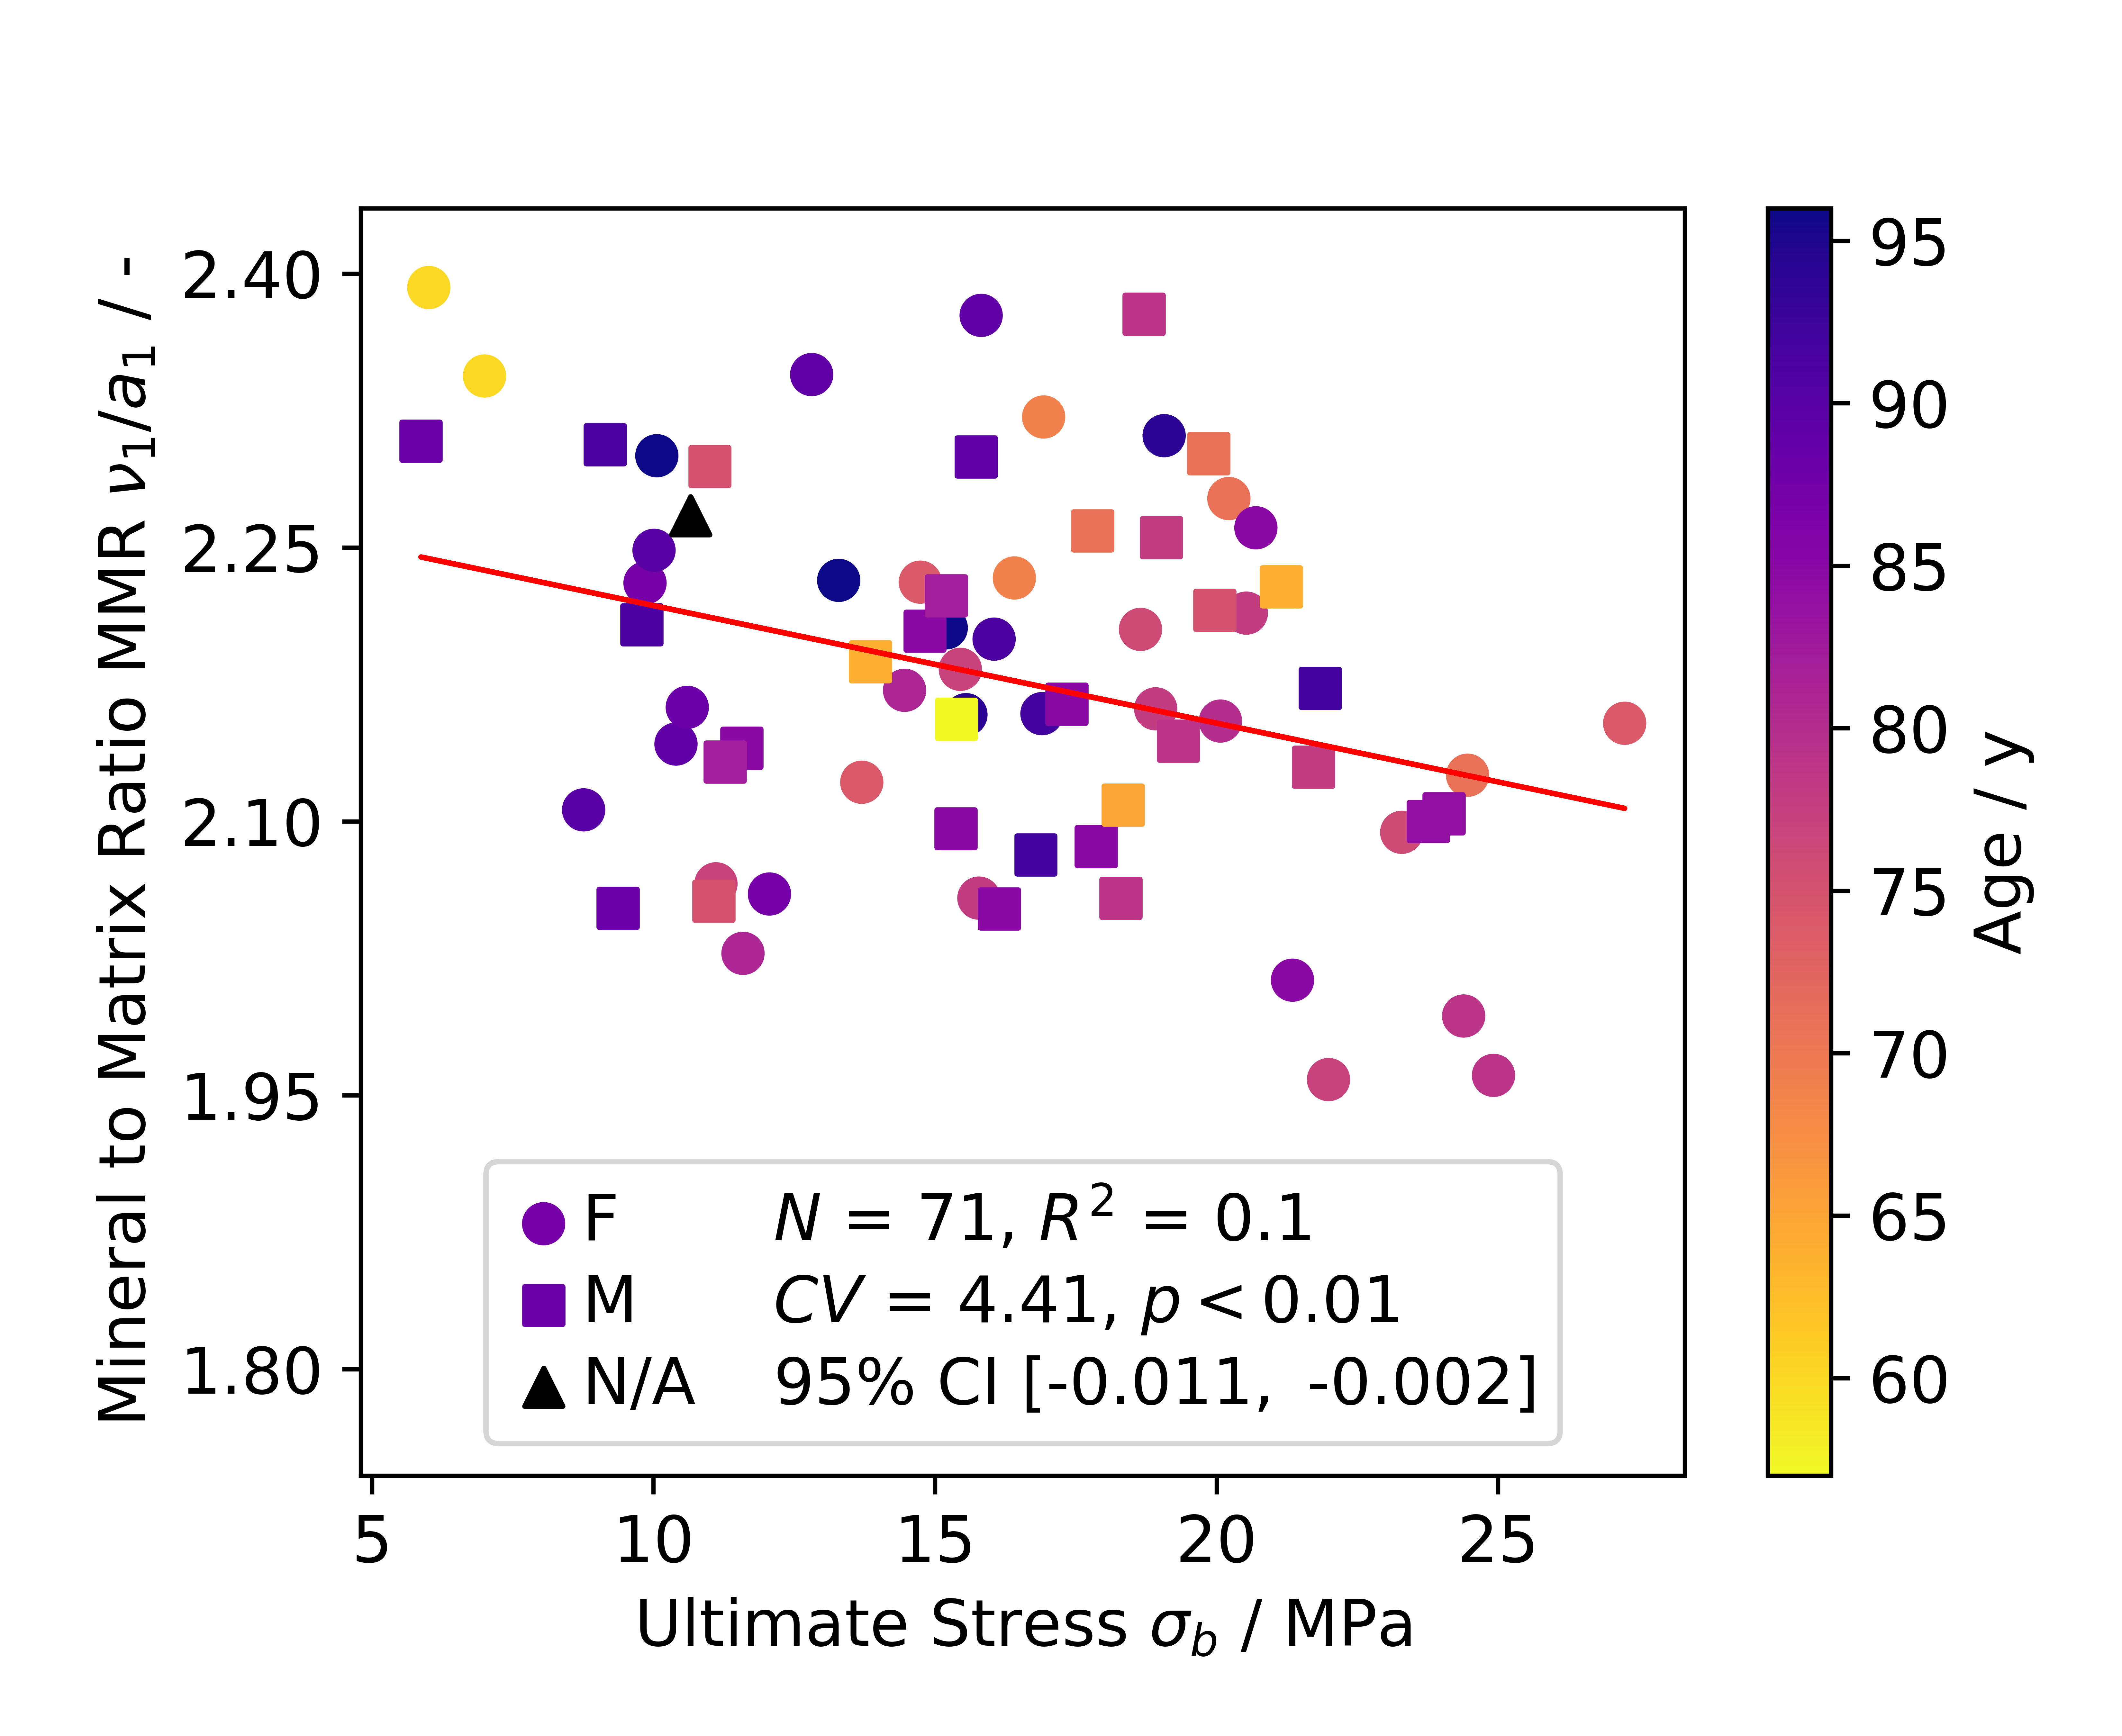 Mineral to Matrix Ratio MMR ν₁/a₁ / -
2.40
2.25
2.10
1.95
1.80
F N = 71, R² = 0.1
M CV = 4.41, p < 0.01
N/A 95% CI [-0.011, -0.002]
5 10 15 20 25
Ultimate Stress σ_b / MPa
95
90
85
80
75
70
65
60
Age / y